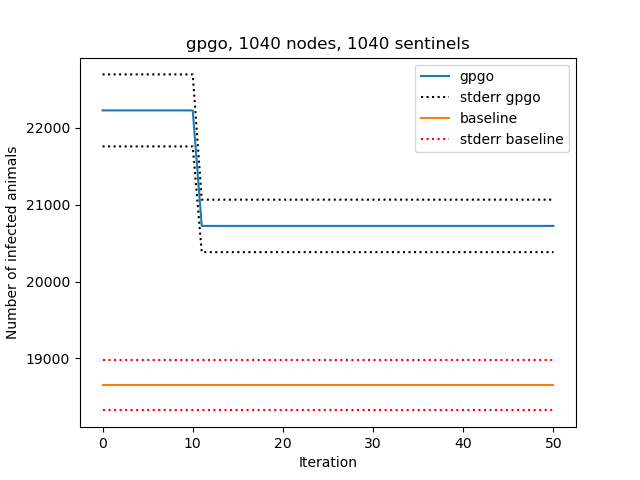 gpgo, 1040 nodes, 1040 sentinels
gpgo
stderr gpgo
baseline
stderr baseline
Number of infected animals
22000
21000
20000
19000
0 10 20 30 40 50
Iteration